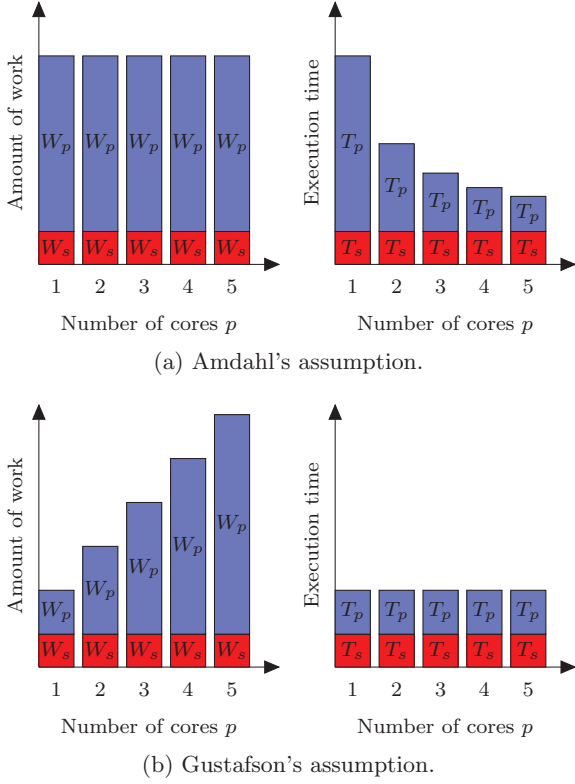 Amount of work
W_p W_p W_p W_p W_p
W_s W_s W_s W_s W_s
1 2 3 4 5
Number of cores p
Execution time
T_p T_p T_p T_p T_p
T_s T_s T_s T_s T_s
1 2 3 4 5
Number of cores p
(a) Amdahl's assumption.
Amount of work
W_p W_p W_p W_p W_p
W_s W_s W_s W_s W_s
1 2 3 4 5
Number of cores p
Execution time
T_p T_p T_p T_p T_p
T_s T_s T_s T_s T_s
1 2 3 4 5
Number of cores p
(b) Gustafson's assumption.